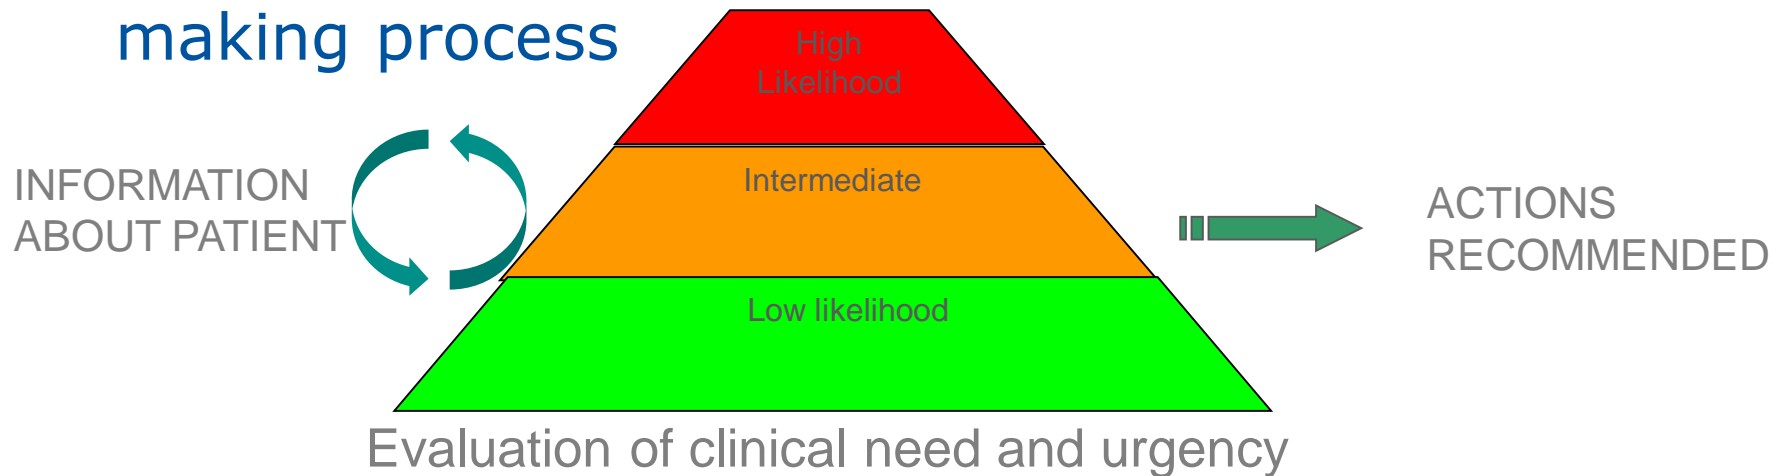 making process
High
Likelihood
INFORMATION
ABOUT PATIENT
Intermediate
ACTIONS
RECOMMENDED
Low likelihood
Evaluation of clinical need and urgency